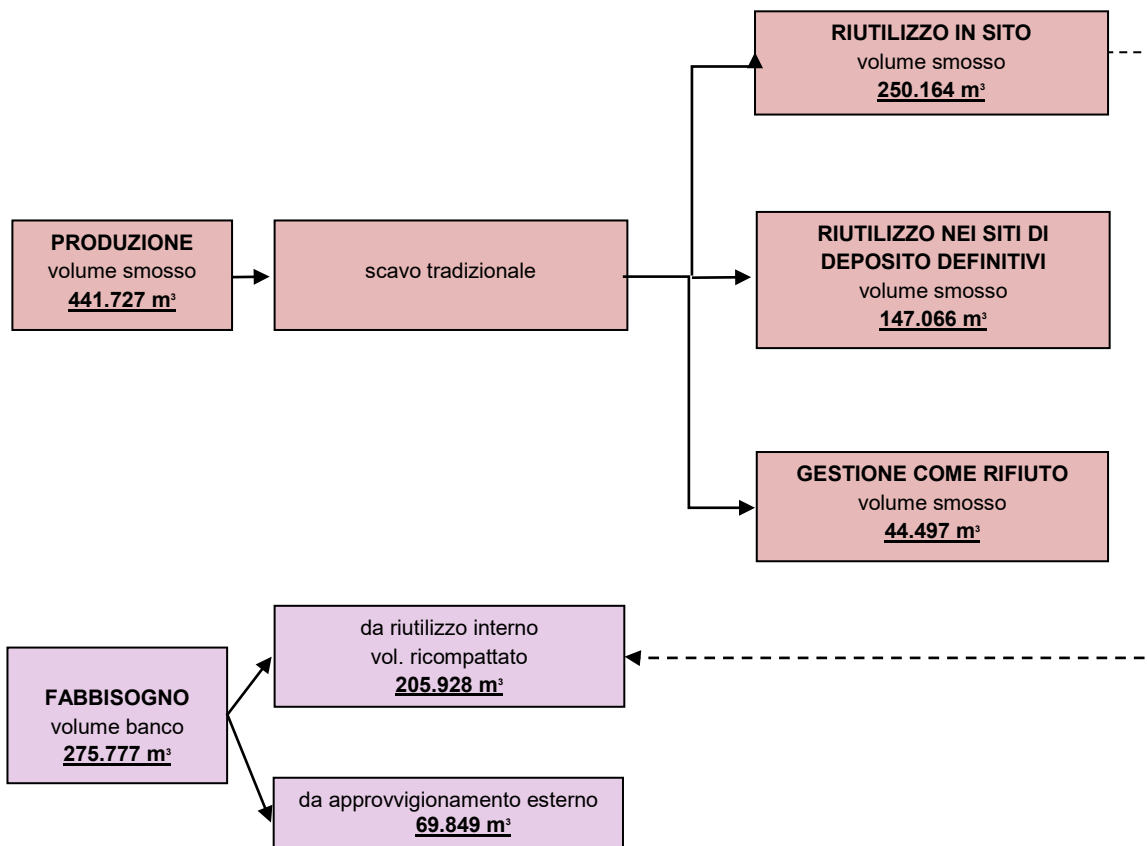 RIUTILIZZO IN SITO
volume smosso
250.164 m³
PRODUZIONE
volume smosso
441.727 m³
scavo tradizionale
RIUTILIZZO NEI SITI DI
DEPOSITO DEFINITIVI
volume smosso
147.066 m³
GESTIONE COME RIFIUTO
volume smosso
44.497 m³
FABBISOGNO
volume banco
275.777 m³
da riutilizzo interno
vol. ricompattato
205.928 m³
da approvvigionamento esterno
69.849 m³